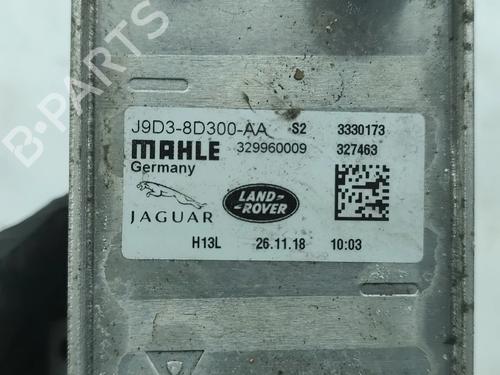 B-PARTS
J9D3-8D300-AA S2 3330173
MAHLE 329960009 327463
Germany
JAGUAR
LAND-
ROVER
H13L 26.11.18 10:03